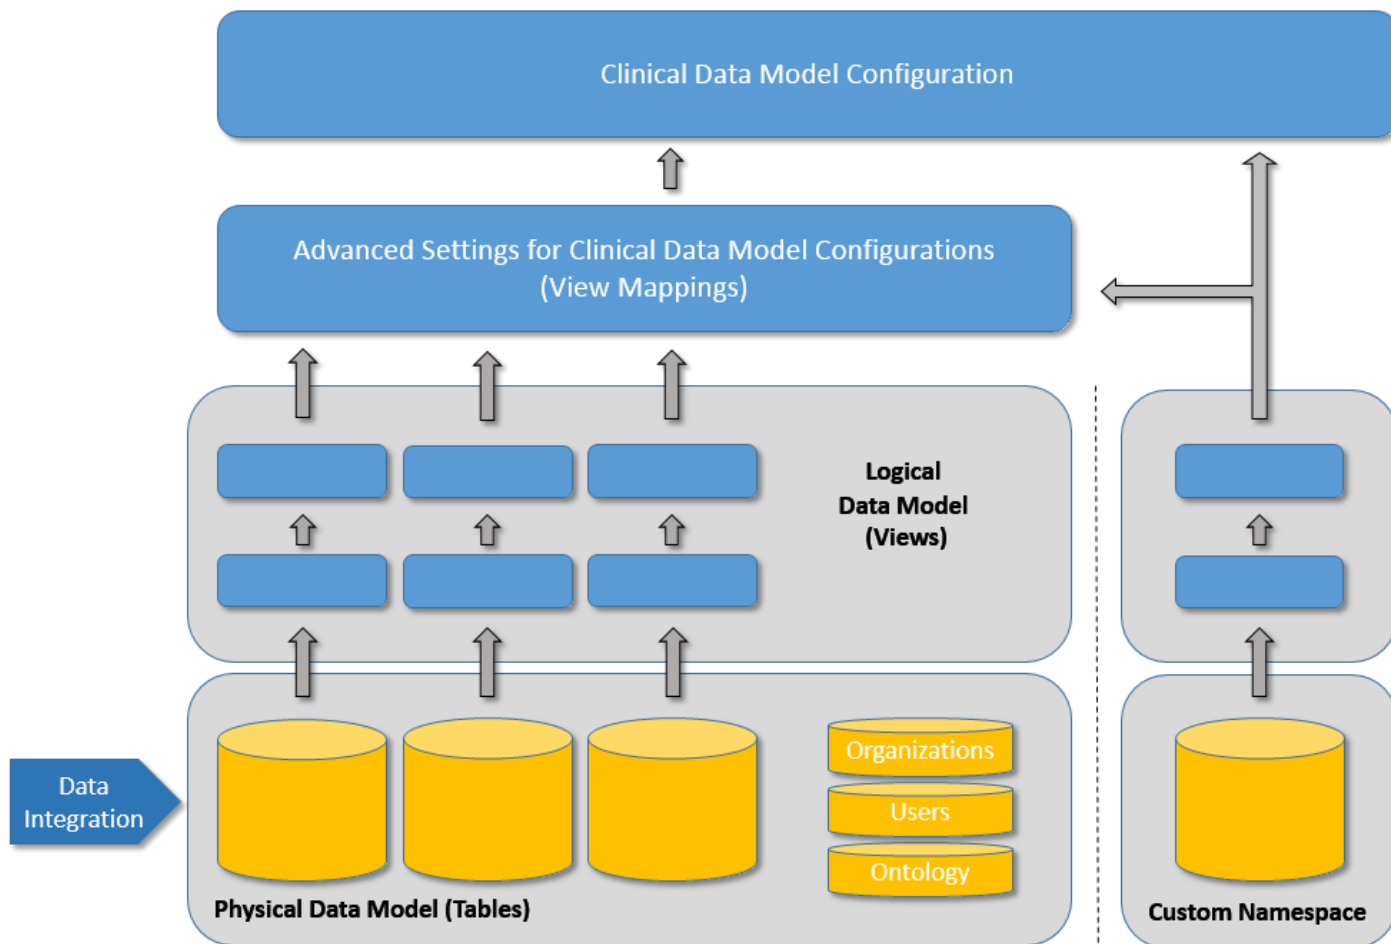 Clinical Data Model Configuration
Advanced Settings for Clinical Data Model Configurations
(View Mappings)
Logical
Data Model
(Views)
Data
Integration
Organizations
Users
Ontology
Physical Data Model (Tables)
Custom Namespace